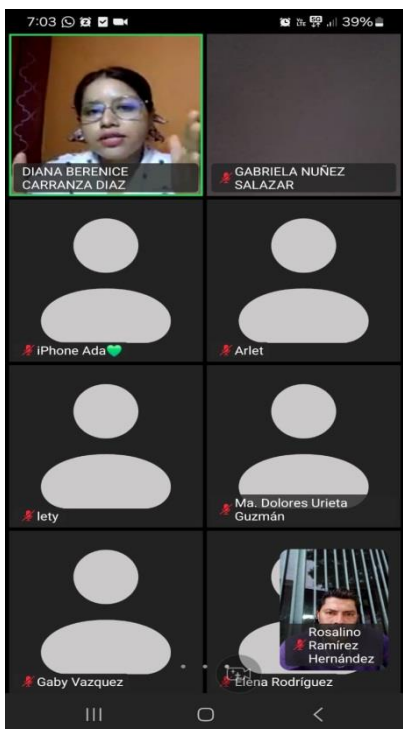 7:03
39%
DIANA BERENICE
CARRANZA DIAZ
GABRIELA NUÑEZ
SALAZAR
iPhone Ada💚
Arlet
lety
Ma. Dolores Urieta
Guzmán
Gaby Vazquez
Elena Rodríguez
Rosalino
Ramírez
Hernández